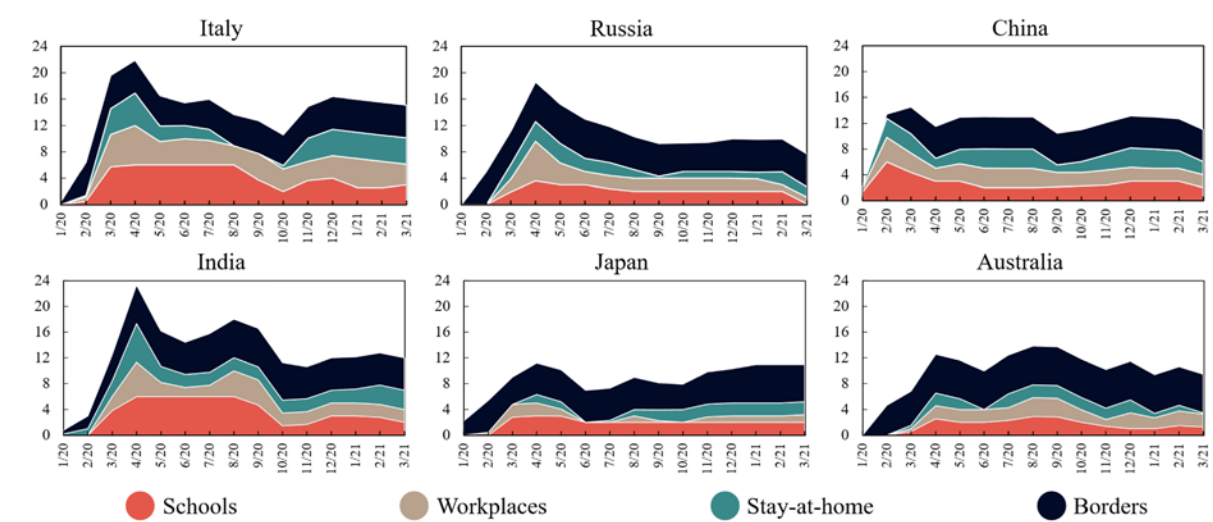 Italy Russia China
24 24 24
20 20 20
16 16 16
12 12 12
8 8 8
4 4 4
0 0 0
1/20 2/20 3/20 4/20 5/20 6/20 7/20 8/20 9/20 10/20 11/20 12/20 1/21 2/21 3/21 1/20 2/20 3/20 4/20 5/20 6/20 7/20 8/20 9/20 10/20 11/20 12/20 1/21 2/21 3/21 1/20 2/20 3/20 4/20 5/20 6/20 7/20 8/20 9/20 10/20 11/20 12/20 1/21 2/21 3/21
India Japan Australia
24 24 24
20 20 20
16 16 16
12 12 12
8 8 8
4 4 4
0 0 0
1/20 2/20 3/20 4/20 5/20 6/20 7/20 8/20 9/20 10/20 11/20 12/20 1/21 2/21 3/21 1/20 2/20 3/20 4/20 5/20 6/20 7/20 8/20 9/20 10/20 11/20 12/20 1/21 2/21 3/21 1/20 2/20 3/20 4/20 5/20 6/20 7/20 8/20 9/20 10/20 11/20 12/20 1/21 2/21 3/21
Schools Workplaces Stay-at-home Borders